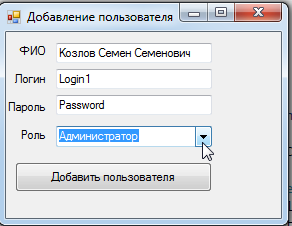 Добавление пользователя
ФИО Козлов Семен Семенович
Логин Login1
Пароль Password
Роль Администратор
Добавить пользователя